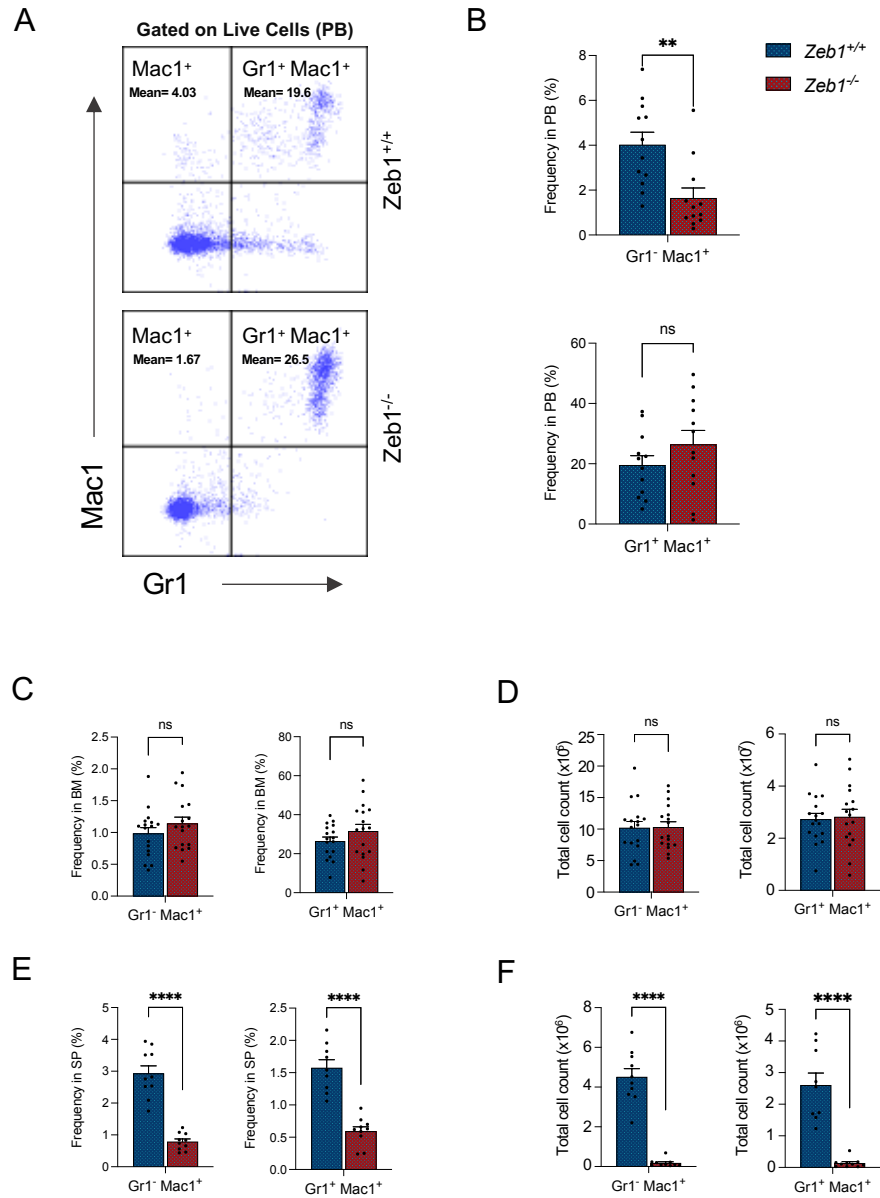 A
Gated on Live Cells (PB)
Mac1⁺
Mean= 4.03
Gr1⁺ Mac1⁺
Mean= 19.6
Zeb1⁺/⁺
Mac1⁺
Mean= 1.67
Gr1⁺ Mac1⁺
Mean= 26.5
Zeb1⁻/⁻
Mac1
Gr1
B
Zeb1⁺/⁺
Zeb1⁻/⁻
**
Frequency in PB (%)
8
6
4
2
0
Gr1⁻ Mac1⁺
ns
Frequency in PB (%)
60
40
20
0
Gr1⁺ Mac1⁺
C
ns
Frequency in BM (%)
2.5
2.0
1.5
1.0
0.5
0.0
Gr1⁻ Mac1⁺
ns
Frequency in BM (%)
80
60
40
20
0
Gr1⁺ Mac1⁺
D
ns
Total cell count (x10⁶)
25
20
15
10
5
0
Gr1⁻ Mac1⁺
ns
Total cell count (x10⁷)
6
4
2
0
Gr1⁺ Mac1⁺
E
****
Frequency in SP (%)
5
4
3
2
1
0
Gr1⁻ Mac1⁺
****
Frequency in SP (%)
2.5
2.0
1.5
1.0
0.5
0.0
Gr1⁺ Mac1⁺
F
****
Total cell count (x10⁶)
8
6
4
2
0
Gr1⁻ Mac1⁺
****
Total cell count (x10⁶)
5
4
3
2
1
0
Gr1⁺ Mac1⁺